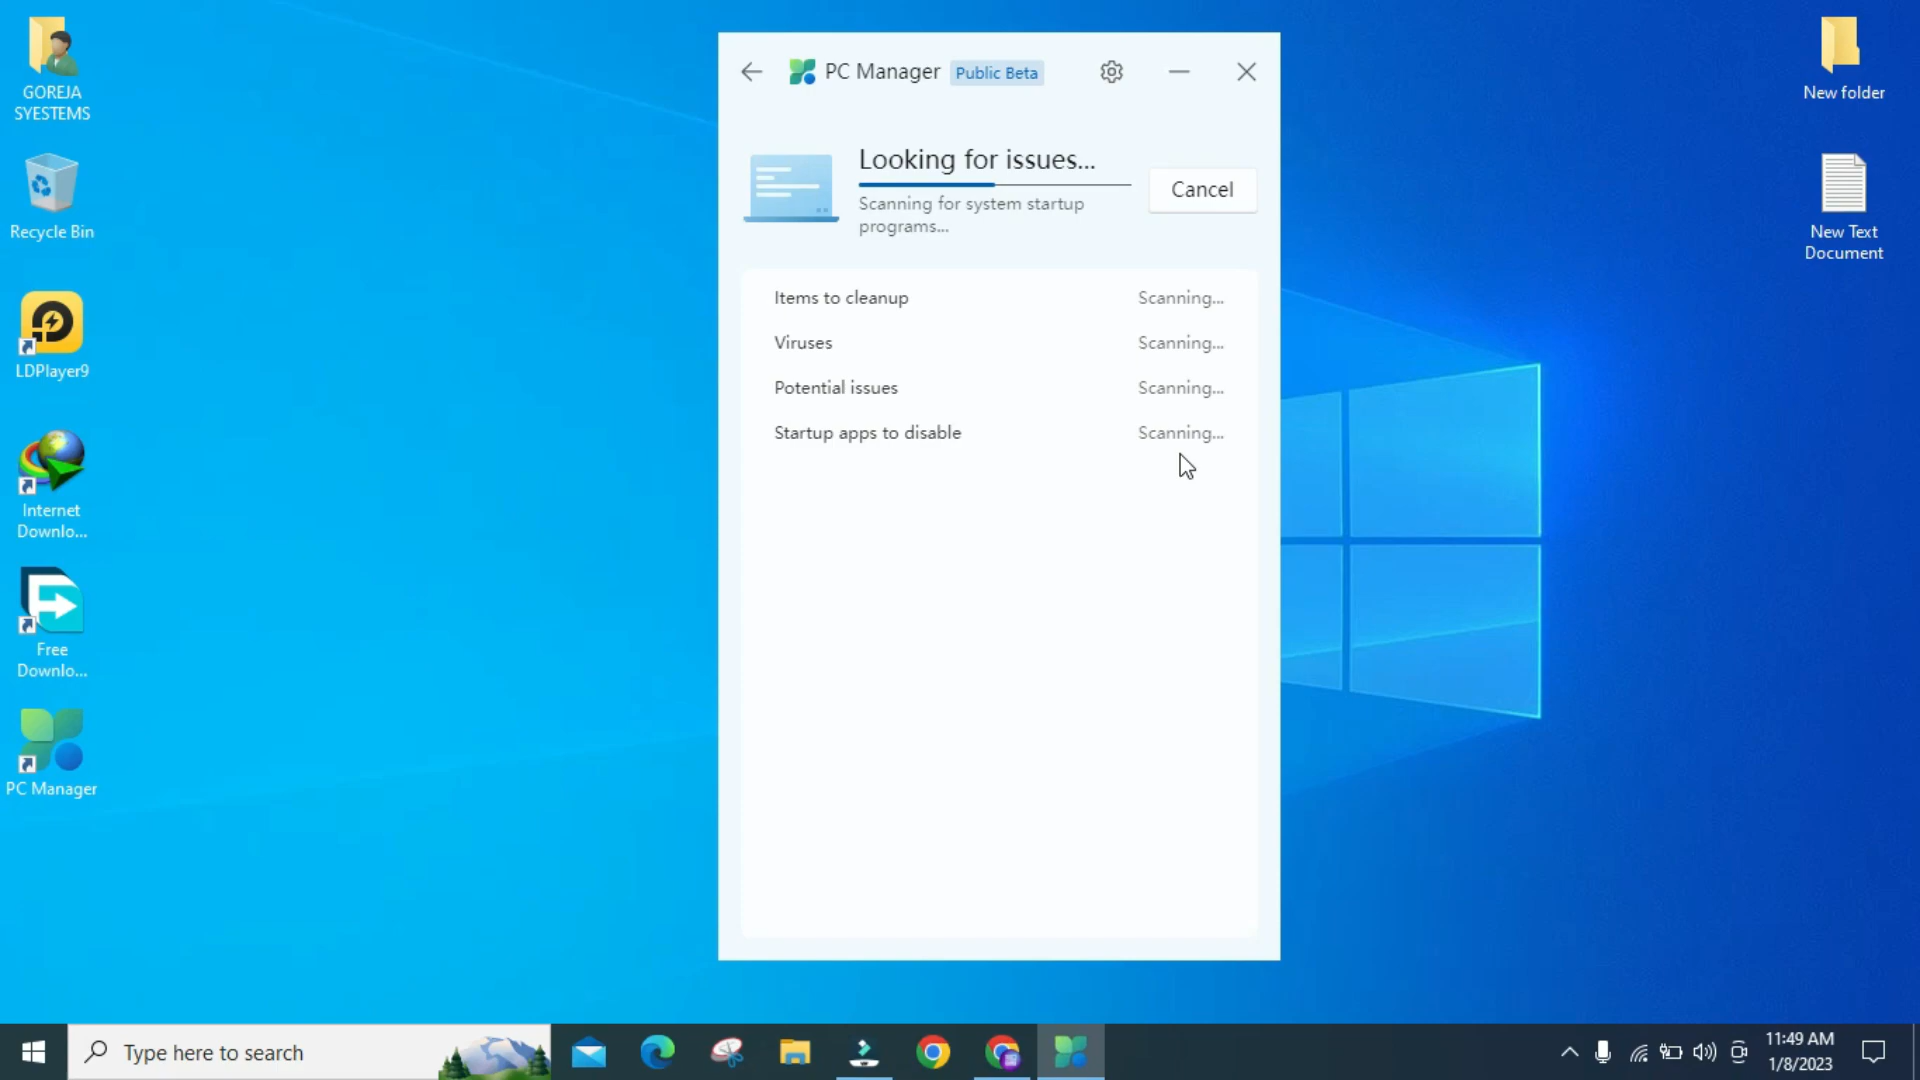 GOREJA
SYESTEMS
Recycle Bin
LDPlayer9
Internet
Downlo...
Free
Downlo...
PC Manager
PC Manager Public Beta
Looking for issues...
Cancel
Scanning for system startup
programs...
Items to cleanup Scanning...
Viruses Scanning...
Potential issues Scanning...
Startup apps to disable Scanning...
New folder
New Text
Document
Type here to search
11:49 AM
1/8/2023